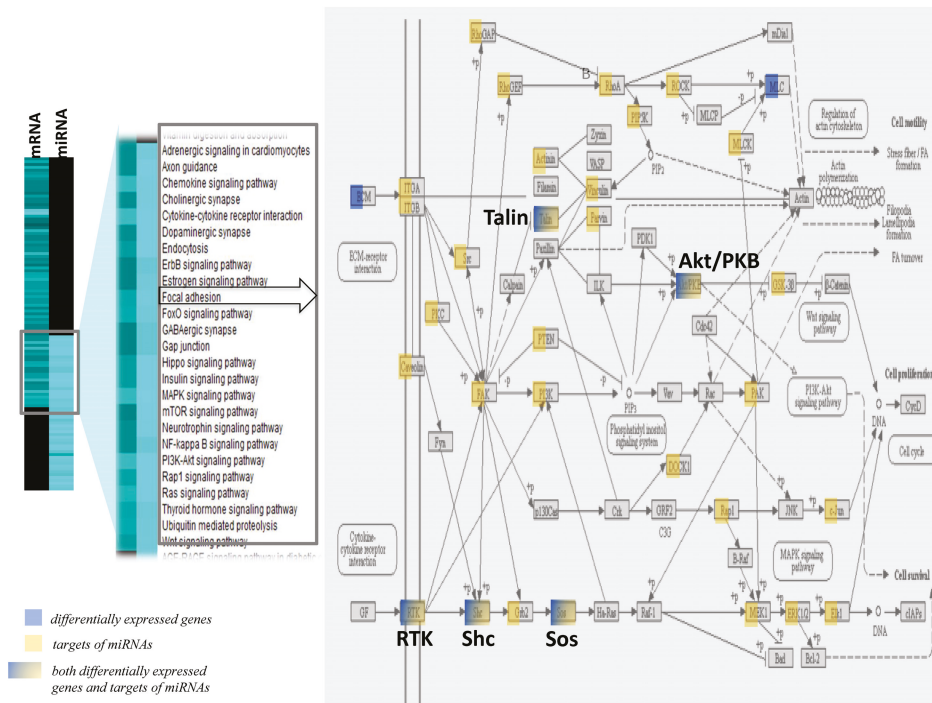 mRNA
miRNA
Adrenergic signaling in cardiomyocytes
Axon guidance
Chemokine signaling pathway
Cholinergic synapse
Cytokine-cytokine receptor interaction
Dopaminergic synapse
Endocytosis
ErbB signaling pathway
Estrogen signaling pathway
Focal adhesion
FoxO signaling pathway
GABAergic synapse
Gap junction
Hippo signaling pathway
Insulin signaling pathway
MAPK signaling pathway
mTOR signaling pathway
Neurotrophin signaling pathway
NF-kappa B signaling pathway
PI3K-Akt signaling pathway
Rap1 signaling pathway
Ras signaling pathway
Thyroid hormone signaling pathway
Ubiquitin mediated proteolysis
Wnt signaling pathway
differentially expressed genes
targets of miRNAs
both differentially expressed
genes and targets of miRNAs
RhoGAP
mDia1
+p
B
RhoGEF
RhoA
ROCK
+p
MLC
+p
+p
-p
+p
MLCP
PIP5K
MLCK
+p
Regulation of
actin cytoskeleton
Cell motility
Stress fiber / FA
formation
Zyxin
Actinin
VASP
PIP2
Actin
polymerization
ECM
ITGA
ITGB
Filamin
Vinculin
Actin
Filopodia
Lamellipodia
formation
Talin
Talin
Parvin
Paxillin
PDK1
FA turnover
ECM-receptor
interaction
Src
Akt/PKB
Calpain
ILK
+p
GSK-3β
β-Catenin
PKC
Cdc42
Wnt signaling
pathway
PTEN
Caveolin
Cell proliferation
+p
FAK
-p
PI3K
-p
PIP3
Vav
Rac
PAK
PI3K-Akt
signaling pathway
DNA
CycD
Fyn
Phosphatidyl inositol
signaling system
Cell cycle
DOCK1
+p
p130Cas
Crk
GRF2
C3G
+p
Rap1
+p
JNK
+p
c-Jun
Cytokine-
cytokine receptor
interaction
B-Raf
MAPK signaling
pathway
Cell survival
+p
+p
+p
+p
GF
RTK
Shc
Grb2
Sos
Ha-Ras
Raf-1
MEK1
ERK1/2
Elk1
DNA
cIAPs
RTK
Shc
Sos
+p
+p
Bad
Bcl-2